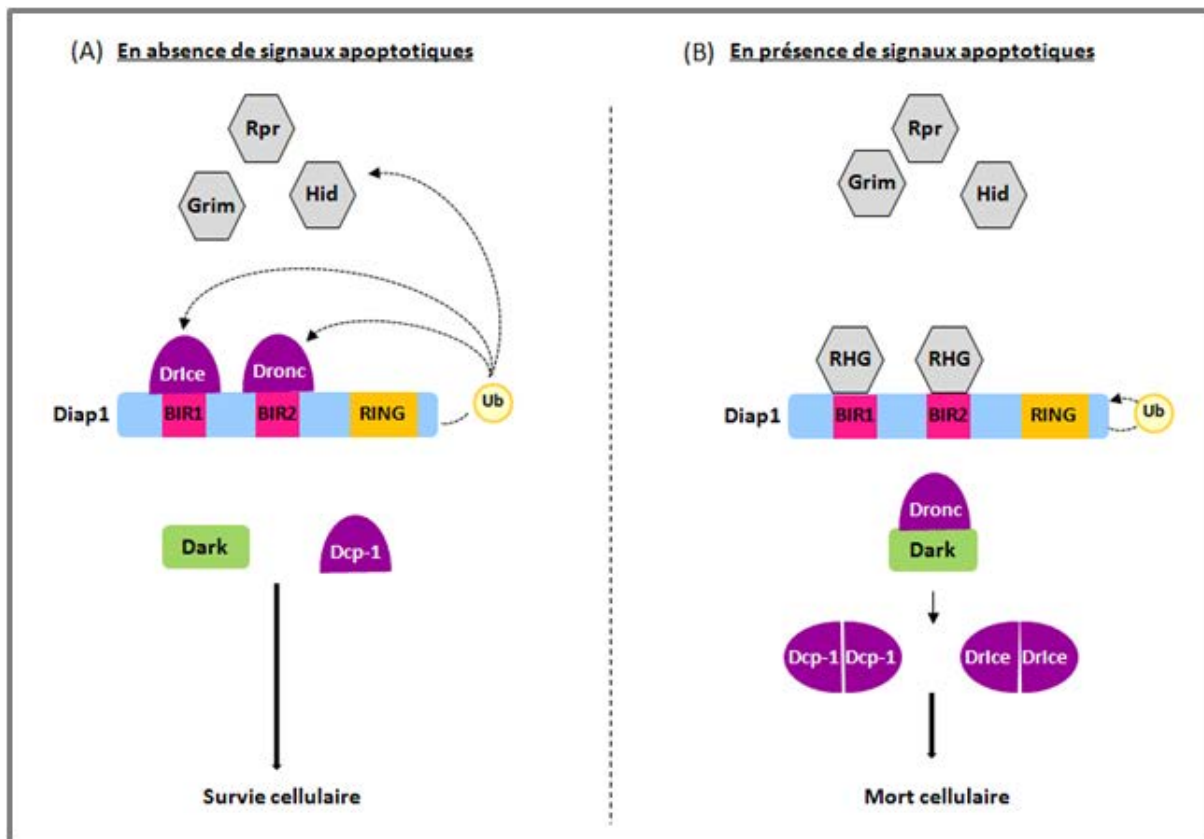 (A) En absence de signaux apoptotiques
Rpr
Hid
Grim
DrIce
Dronc
Ub
Diap1
BIR1
BIR2
RING
Dark
Dcp-1
Survie cellulaire
(B) En présence de signaux apoptotiques
Rpr
Grim
Hid
RHG
RHG
Diap1
BIR1
BIR2
RING
Ub
Dronc
Dark
Dcp-1 Dcp-1
DrIce DrIce
Mort cellulaire